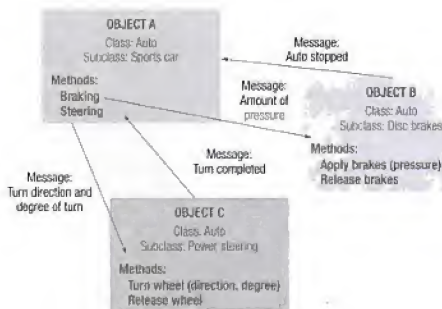 OBJECT A
Class: Auto
Subclass: Sports car
Methods:
Braking
Steering
Message:
Auto stopped
Message:
Amount of
pressure
OBJECT B
Class: Auto
Subclass: Disc brakes
Methods:
Apply brakes (pressure)
Release brakes
Message:
Turn completed
Message:
Turn direction and
degree of turn
OBJECT C
Class: Auto
Subclass: Power steering
Methods:
Turn wheel (direction, degree)
Release wheel